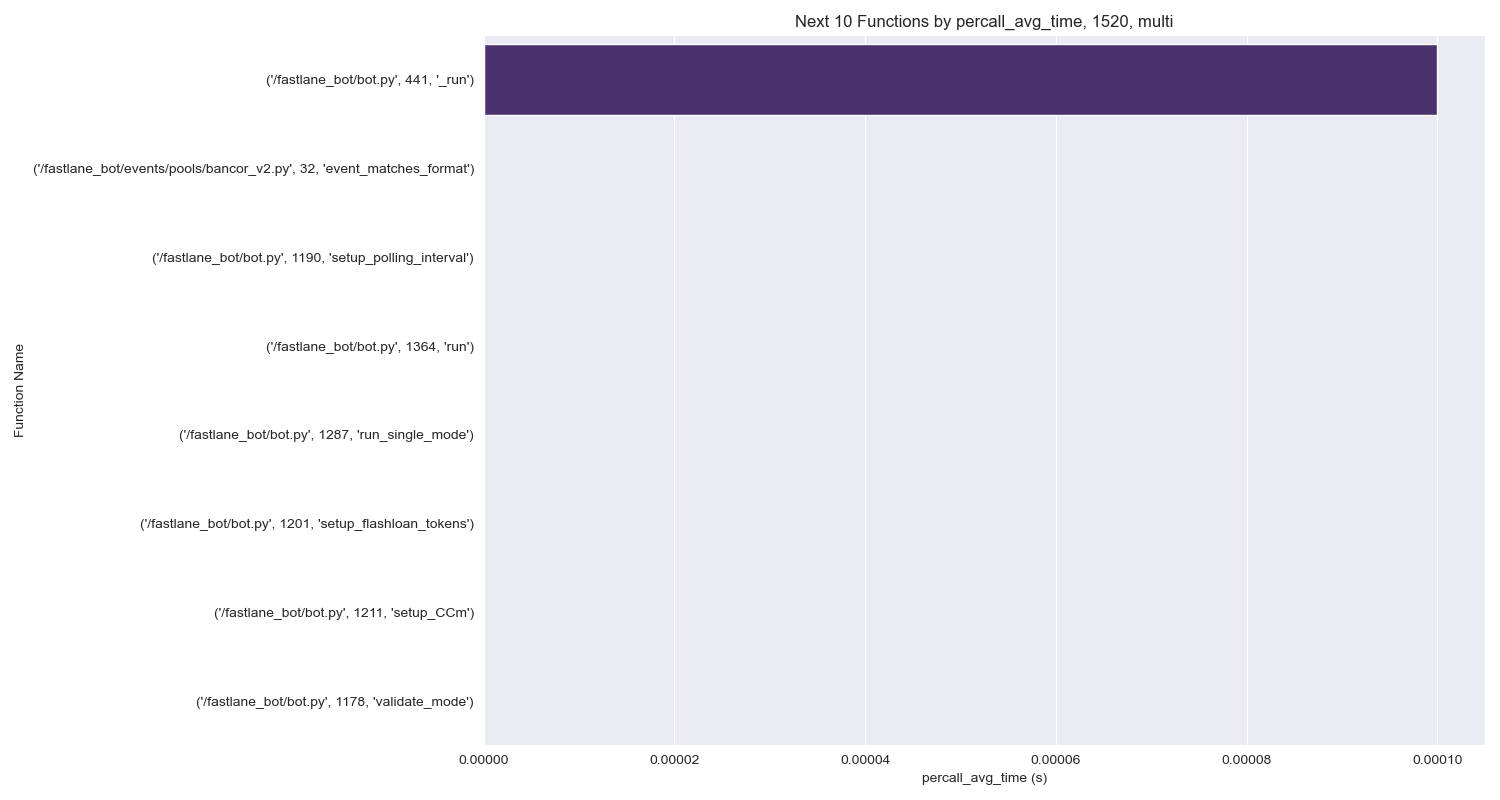 Next 10 Functions by percall_avg_time, 1520, multi
('/fastlane_bot/bot.py', 441, '_run')
('/fastlane_bot/events/pools/bancor_v2.py', 32, 'event_matches_format')
('/fastlane_bot/bot.py', 1190, 'setup_polling_interval')
('/fastlane_bot/bot.py', 1364, 'run')
('/fastlane_bot/bot.py', 1287, 'run_single_mode')
('/fastlane_bot/bot.py', 1201, 'setup_flashloan_tokens')
('/fastlane_bot/bot.py', 1211, 'setup_CCm')
('/fastlane_bot/bot.py', 1178, 'validate_mode')
Function Name
0.00000 0.00002 0.00004 0.00006 0.00008 0.00010
percall_avg_time (s)